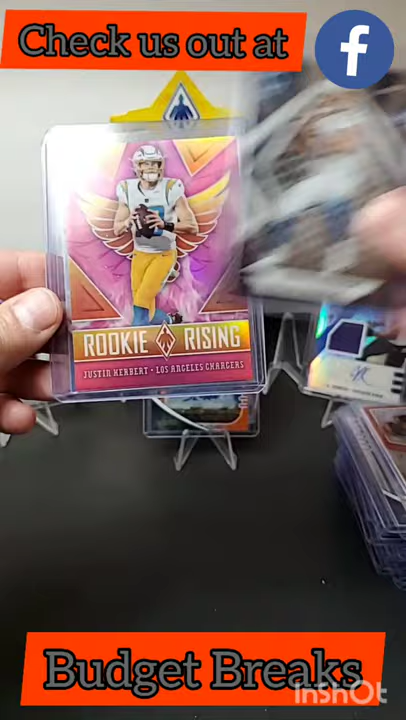 Check us out at
f
ROOKIE RISING
JUSTIN HERBERT • LOS ANGELES CHARGERS
Budget Breaks
InShOt